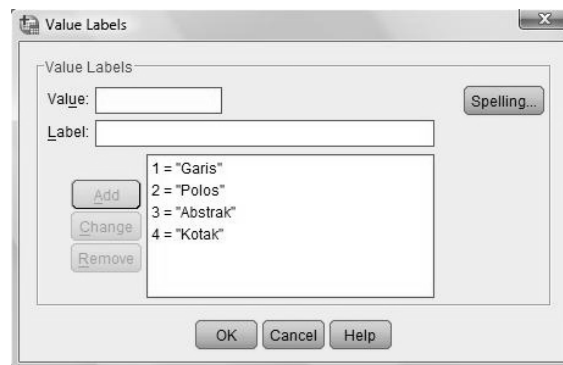 Value Labels
Value Labels
Value:
Spelling...
Label:
1 = "Garis"
2 = "Polos"
3 = "Abstrak"
4 = "Kotak"
Add
Change
Remove
OK Cancel Help